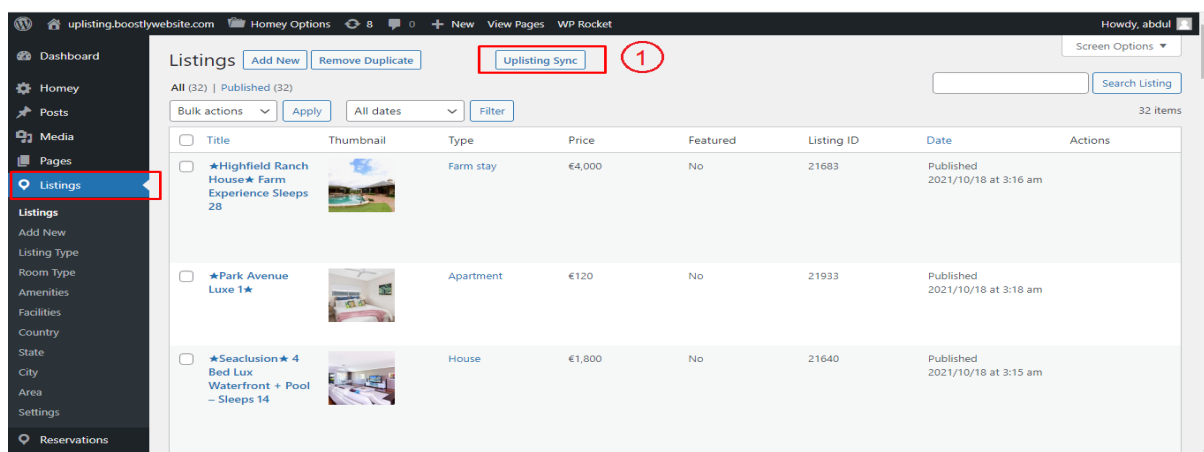 uplisting.boostlywebsite.com Homey Options 8 0 + New View Pages WP Rocket Howdy, abdul
Dashboard
Homey
Posts
Media
Pages
Listings
Listings
Add New
Listing Type
Room Type
Amenities
Facilities
Country
State
City
Area
Settings
Reservations
Screen Options ▼
Listings Add New Remove Duplicate Uplisting Sync 1
All (32) | Published (32)
Search Listing
Bulk actions Apply All dates Filter 32 items
Title Thumbnail Type Price Featured Listing ID Date Actions
★Highfield Ranch Farm stay €4,000 No 21683 Published
House★ Farm 2021/10/18 at 3:16 am
Experience Sleeps
28
★Park Avenue Apartment €120 No 21933 Published
Luxe 1★ 2021/10/18 at 3:18 am
★Seaclusion★ 4 House €1,800 No 21640 Published
Bed Lux 2021/10/18 at 3:15 am
Waterfront + Pool
– Sleeps 14